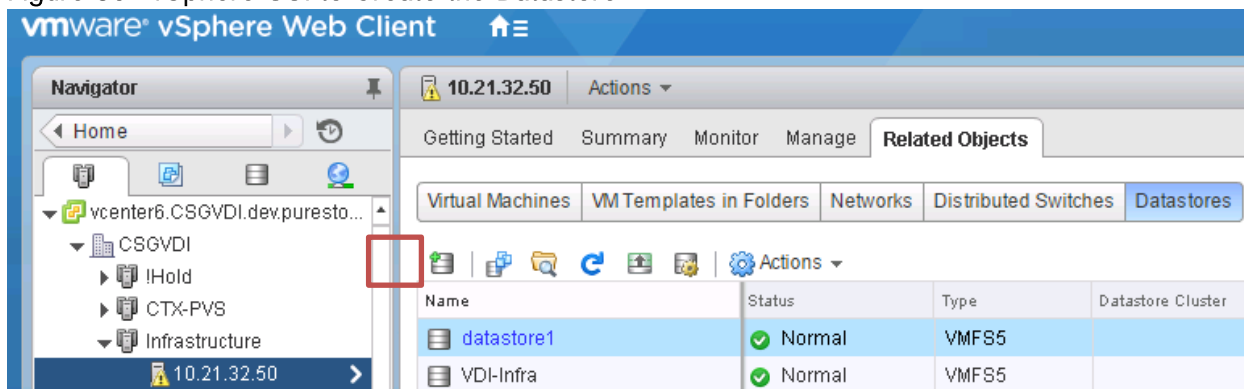 vmware® vSphere Web Client
Navigator
10.21.32.50 Actions
Home
Getting Started Summary Monitor Manage Related Objects
Virtual Machines VM Templates in Folders Networks Distributed Switches Datastores
vcenter6.CSGVDI.dev.puresto...
CSGVDI
Actions
!Hold
Name Status Type Datastore Cluster
CTX-PVS
Infrastructure
datastore1 Normal VMFS5
10.21.32.50
VDI-Infra Normal VMFS5